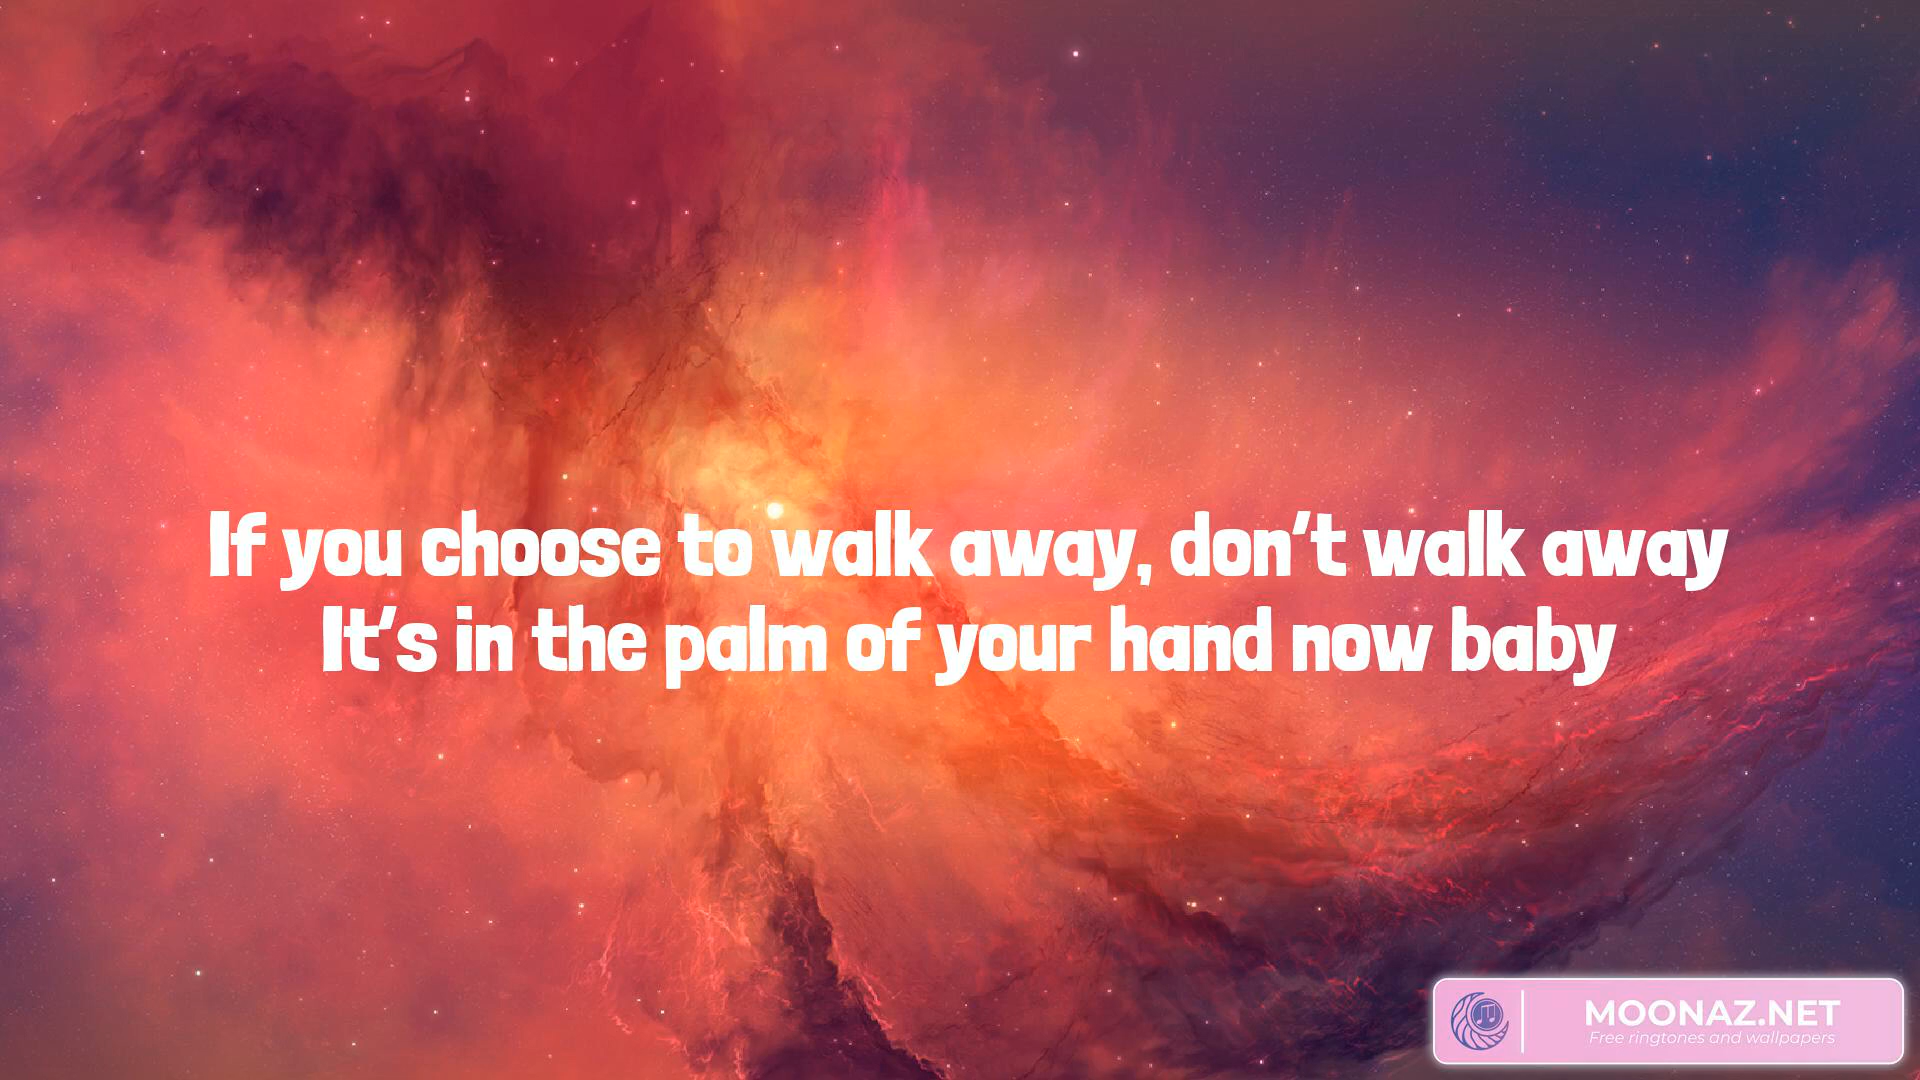 If you choose to walk away, don't walk away
It's in the palm of your hand now baby
MOONAZ.NET
Free ringtones and wallpapers